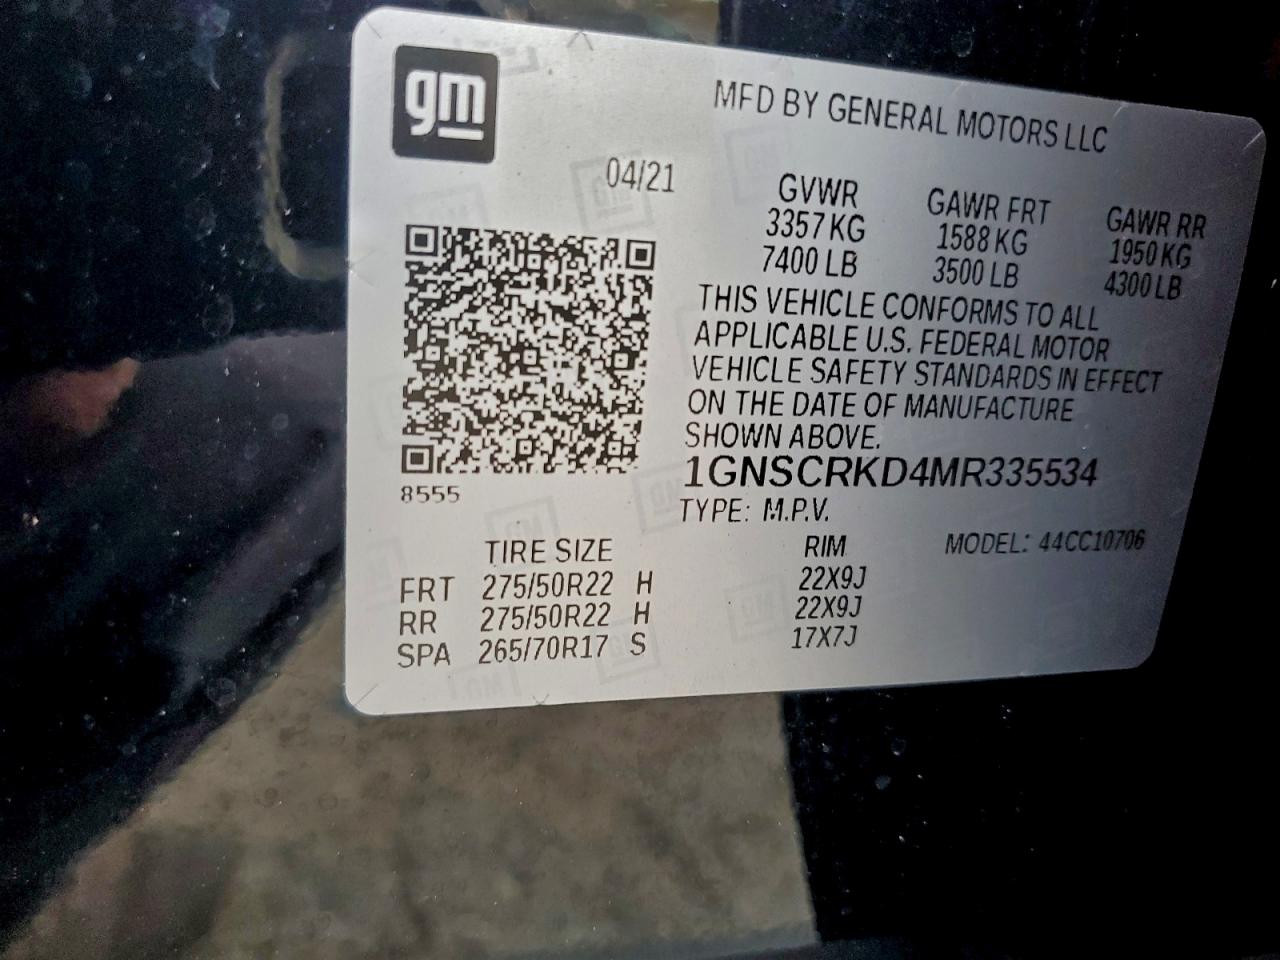 gm
MFD BY GENERAL MOTORS LLC
04/21
GVWR GAWR FRT GAWR RR
3357 KG 1588 KG 1950 KG
7400 LB 3500 LB 4300 LB
THIS VEHICLE CONFORMS TO ALL
APPLICABLE U.S. FEDERAL MOTOR
VEHICLE SAFETY STANDARDS IN EFFECT
ON THE DATE OF MANUFACTURE
SHOWN ABOVE.
1GNSCRKD4MR335534
8555
TYPE: M.P.V.
MODEL: 44CC10706
TIRE SIZE RIM
FRT 275/50R22 H 22X9J
RR 275/50R22 H 22X9J
SPA 265/70R17 S 17X7J